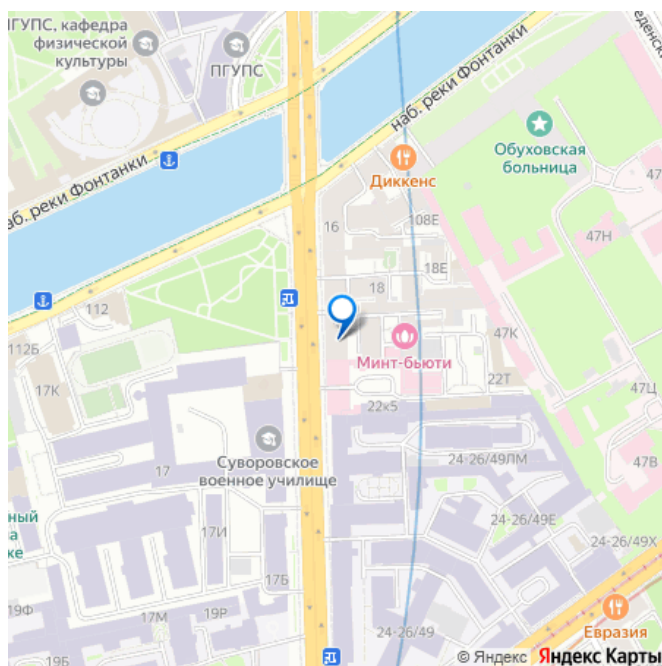 ПГУПС, кафедра
физической
культуры
ПГУПС
наб. реки Фонтанки
наб. реки Фонтанки
Обуховская
больница
Диккенс
108Е
47
47Н
16
18Е
18
112
112Б
17К
47К
Минт-бьюти
22Т
47Ц
22к5
Суворовское
военное училище
17
24-26/49ЛМ
47В
17И
24-26/49Е
24-26/49Х
17Б
19Ф
17М
19Р
19Б
24-26/49
Евразия
© Яндекс Яндекс Карты